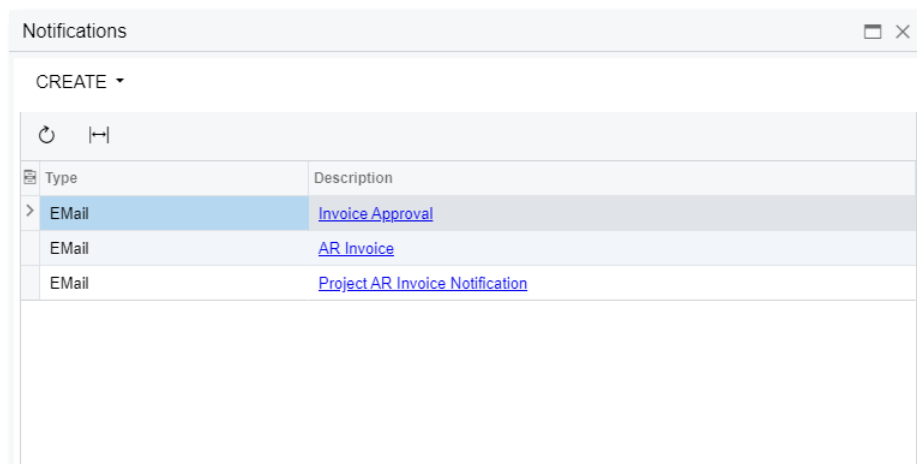 Notifications
CREATE
Type Description
EMail Invoice Approval
EMail AR Invoice
EMail Project AR Invoice Notification